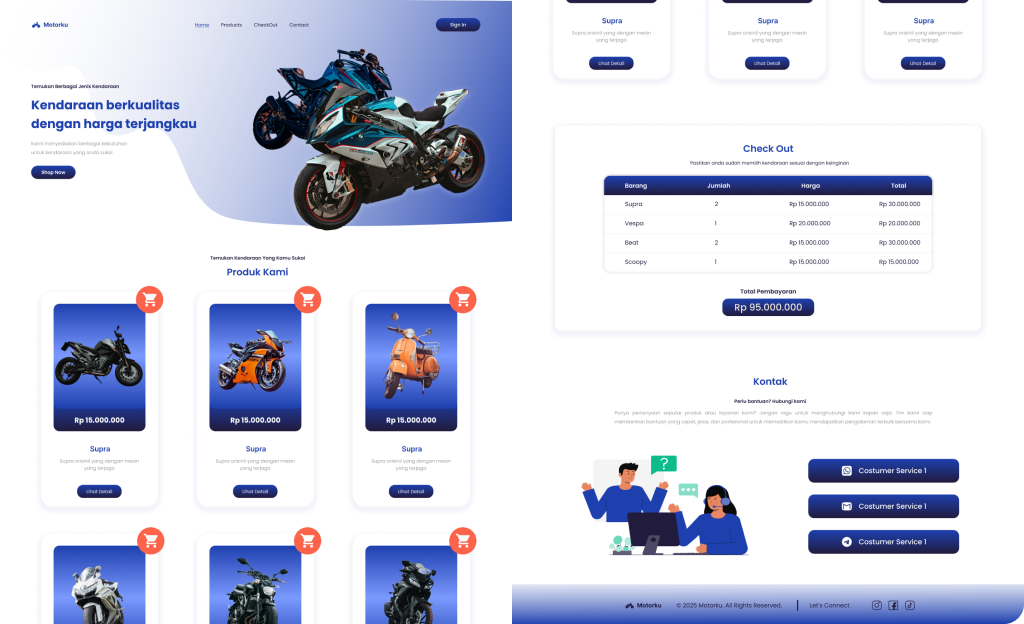 Motorku
Home Products CheckOut Contact
Sign In
Temukan Berbagai Jenis Kendaraan
Kendaraan berkualitas
dengan harga terjangkau
Kami menyediakan berbagai kebutuhan
untuk kendaraan yang anda sukai
Shop Now
Temukan Kendaraan Yang Kamu Sukai
Produk Kami
Rp 15.000.000 Rp 15.000.000 Rp 15.000.000
Supra Supra Supra
Supra orisinil yang dengan mesin Supra orisinil yang dengan mesin Supra orisinil yang dengan mesin
yang terjaga yang terjaga yang terjaga
Lihat Detail Lihat Detail Lihat Detail
Supra Supra Supra
Supra orisinil yang dengan mesin Supra orisinil yang dengan mesin Supra orisinil yang dengan mesin
yang terjaga yang terjaga yang terjaga
Lihat Detail Lihat Detail Lihat Detail
Check Out
Pastikan anda sudah memilih kendaraan sesuai dengan keinginan
Barang Jumlah Harga Total
Supra 2 Rp 15.000.000 Rp 30.000.000
Vespa 1 Rp 20.000.000 Rp 20.000.000
Beat 2 Rp 15.000.000 Rp 30.000.000
Scoopy 1 Rp 15.000.000 Rp 15.000.000
Total Pembayaran
Rp 95.000.000
Kontak
Perlu bantuan? Hubungi kami
Punya pertanyaan seputar produk atau layanan kami? Jangan ragu untuk menghubungi kami kapan saja. Tim kami siap
memberikan bantuan yang cepat, jelas, dan profesional untuk memastikan kamu mendapatkan pengalaman terbaik bersama kami.
?
Costumer Service 1
Costumer Service 1
Costumer Service 1
Motorku © 2025 Motorku. All Rights Reserved. Let's Connect